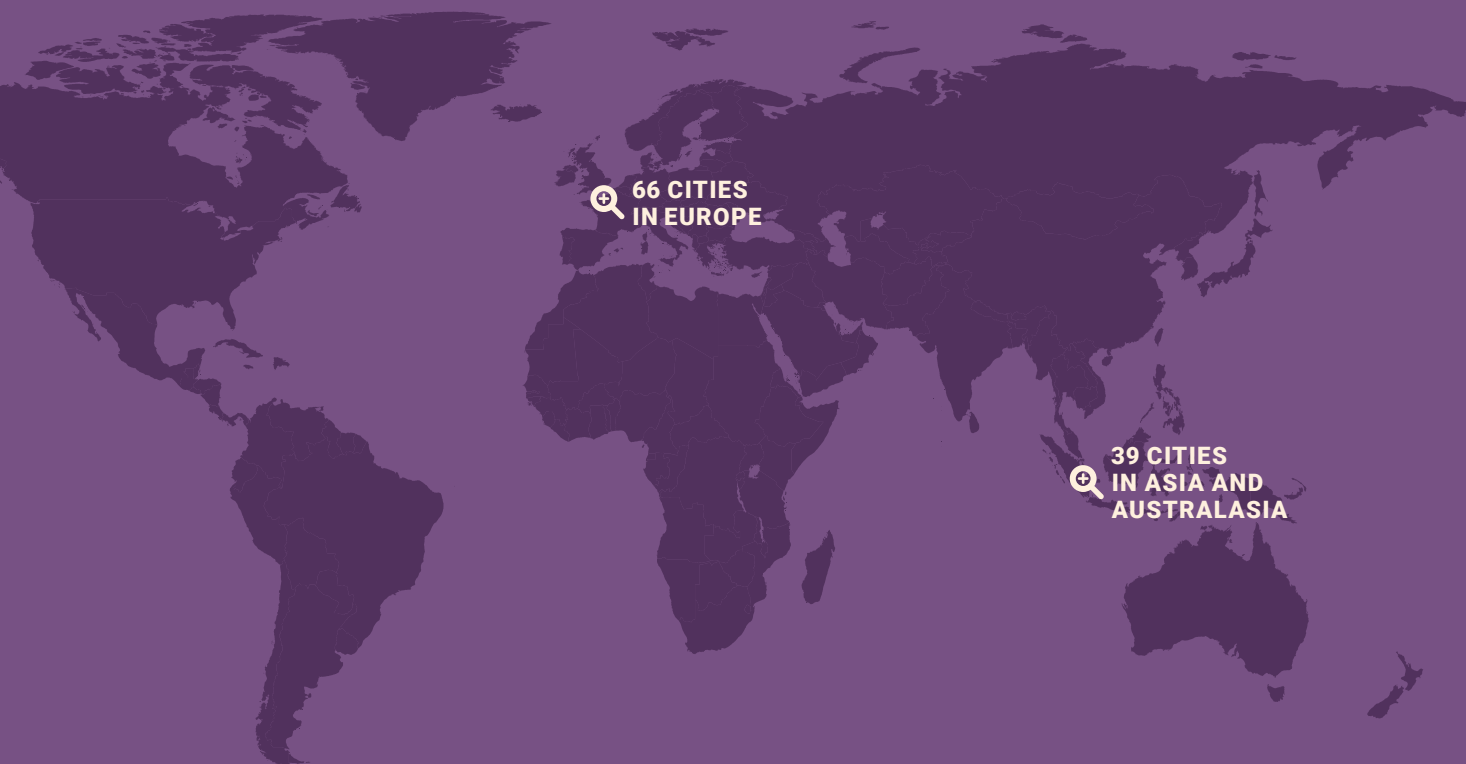 66 CITIES
IN EUROPE
39 CITIES
IN ASIA AND
AUSTRALASIA